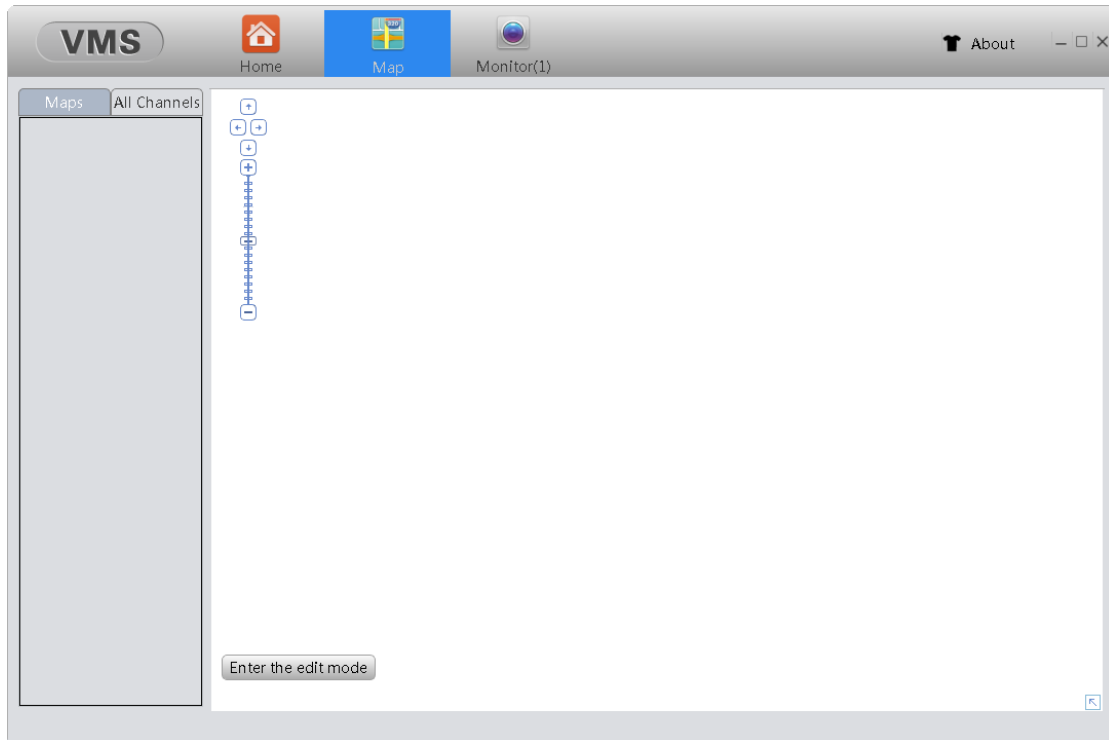 VMS
Home
Map
Monitor(1)
About
Maps
All Channels
Enter the edit mode